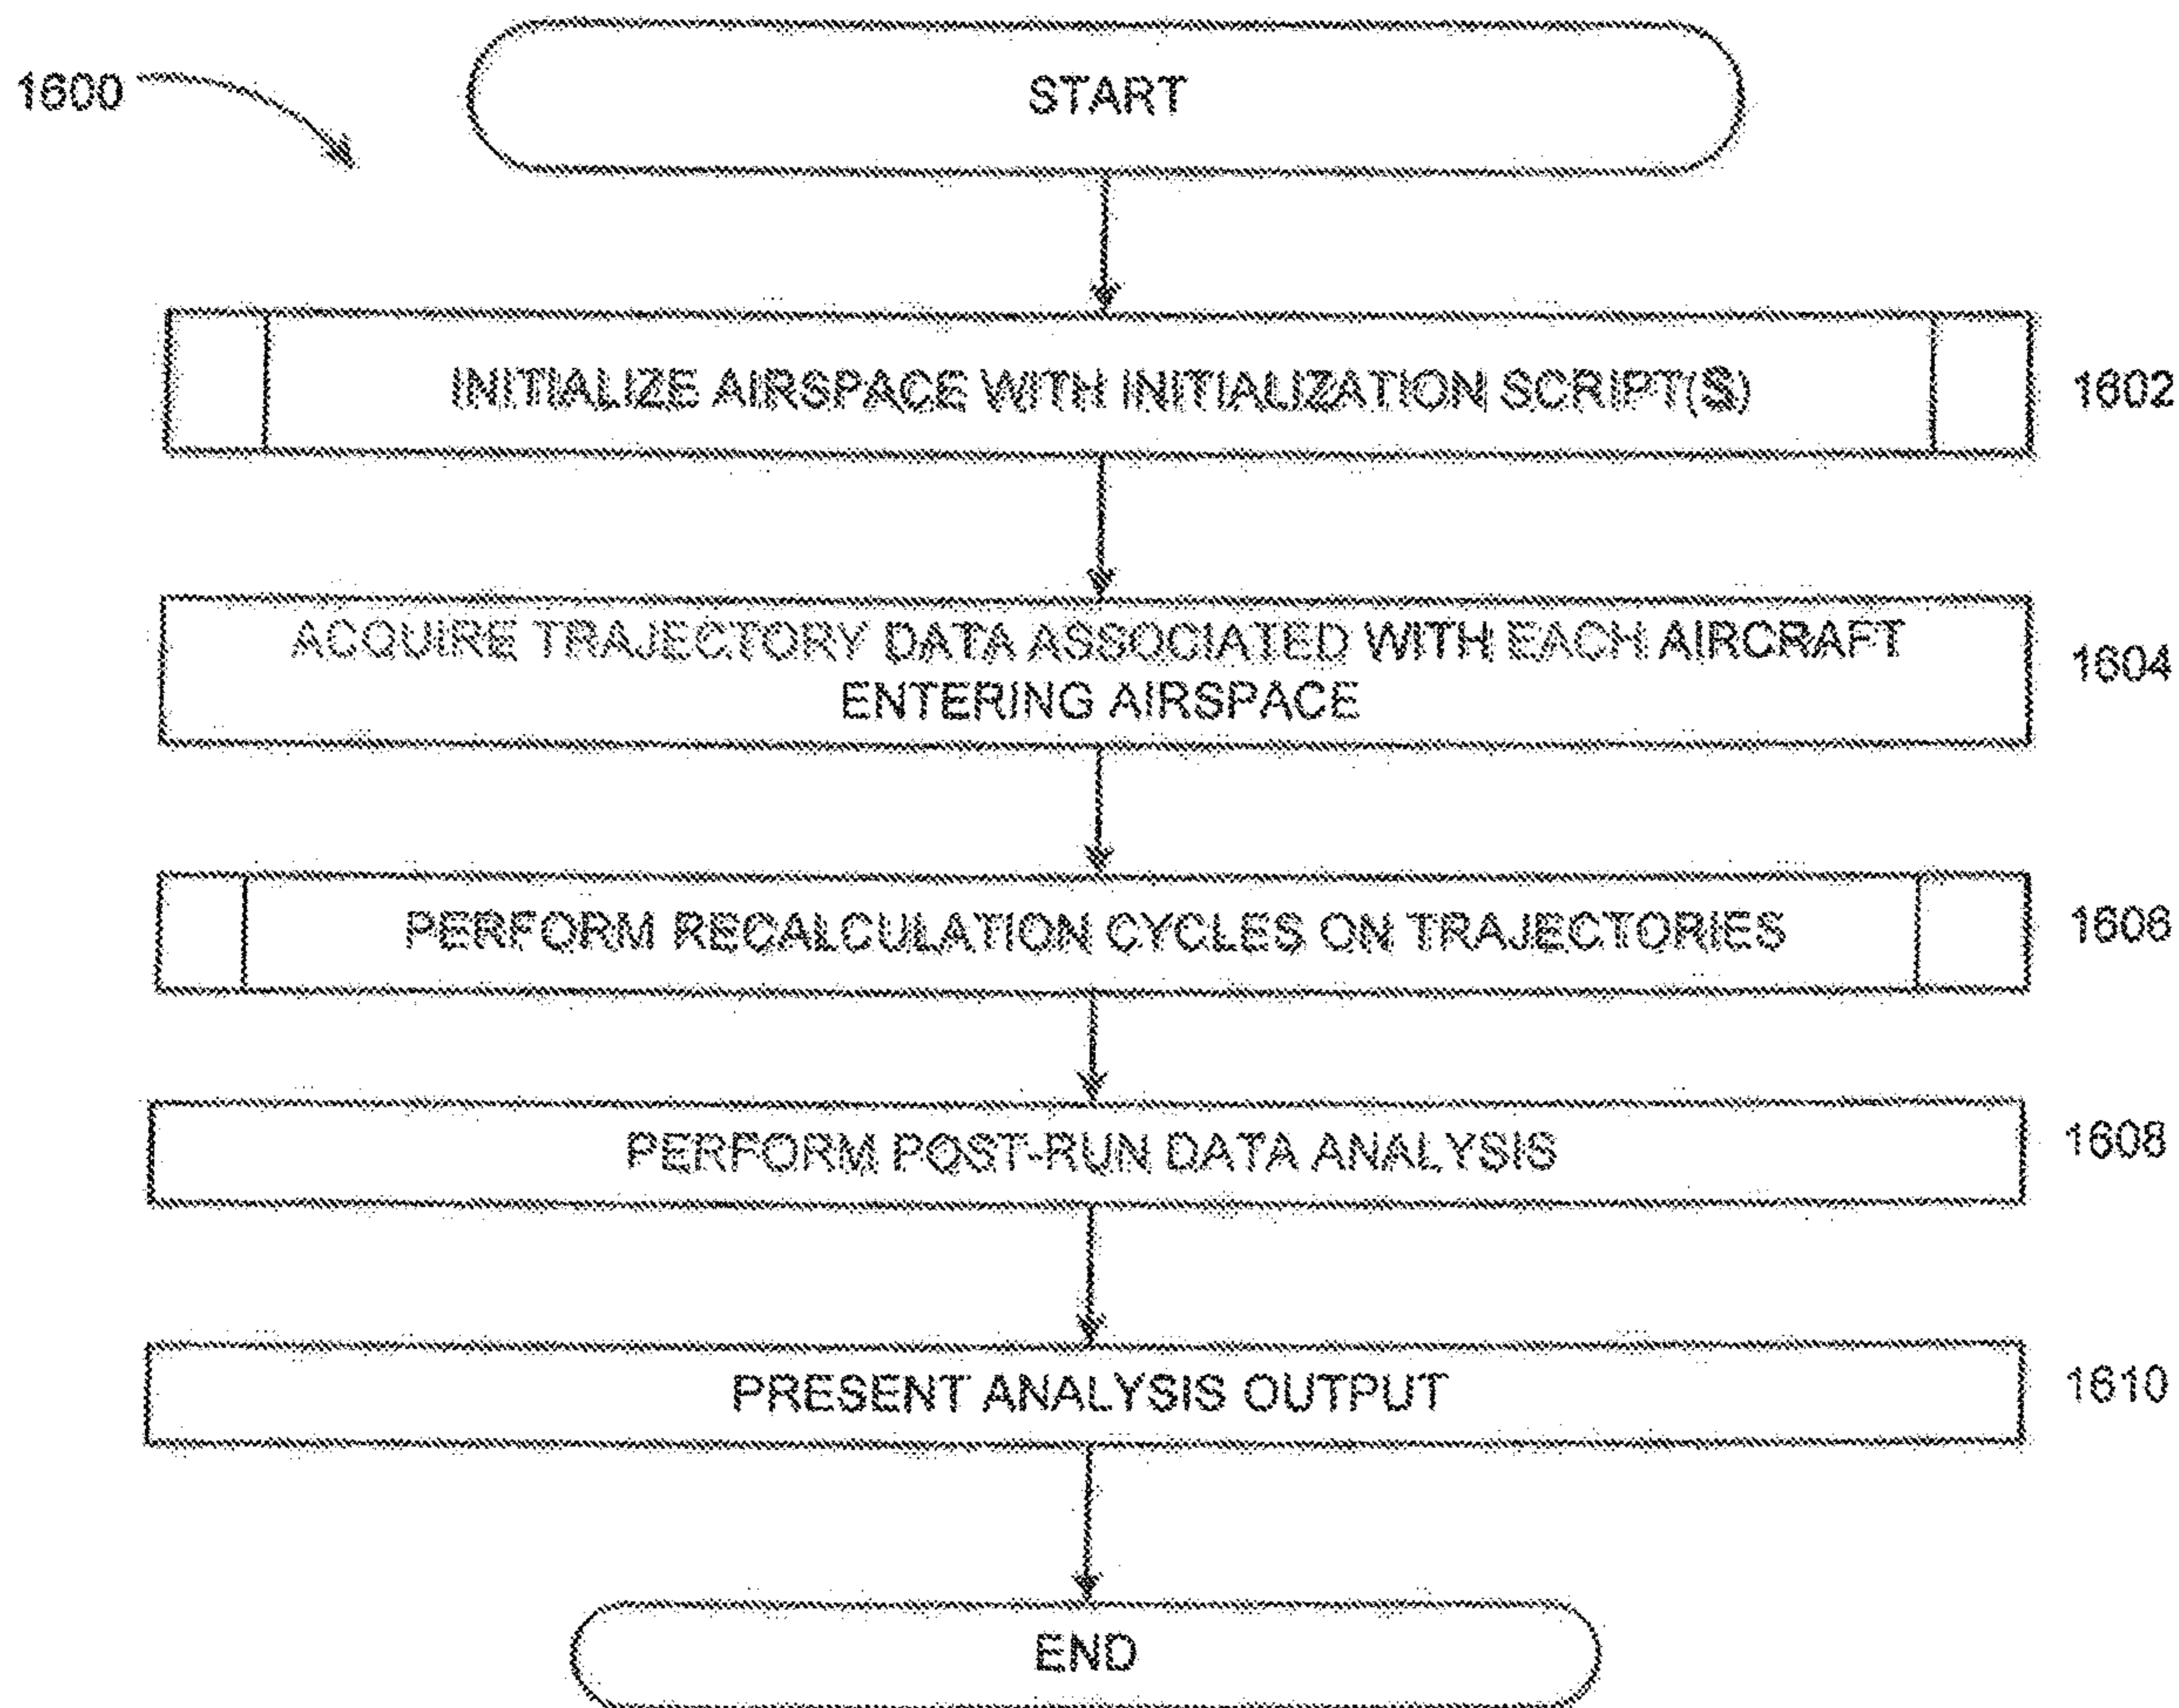 1600
START
INITIALIZE AIRSPACE WITH INITIALIZATION SCRIPT(S)
1602
ACQUIRE TRAJECTORY DATA ASSOCIATED WITH EACH AIRCRAFT
ENTERING AIRSPACE
1604
PERFORM RECALCULATION CYCLES ON TRAJECTORIES
1606
PERFORM POST-RUN DATA ANALYSIS
1608
PRESENT ANALYSIS OUTPUT
1610
END